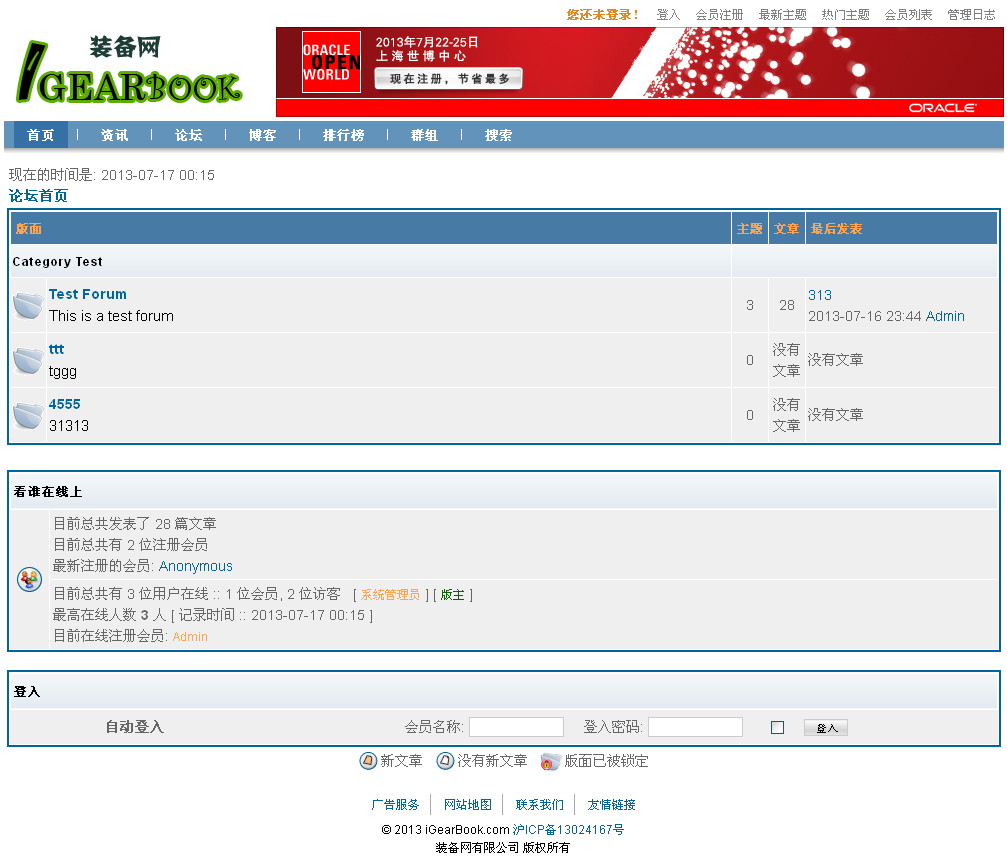 您还未登录！ 登入 会员注册 最新主题 热门主题 会员列表 管理日志
装备网
IGEARBOOK
ORACLE
OPEN
WORLD
2013年7月22-25日
上海世博中心
现在注册，节省最多
ORACLE
首页 资讯 论坛 博客 排行榜 群组 搜索
现在的时间是: 2013-07-17 00:15
论坛首页
版面 主题 文章 最后发表
Category Test
Test Forum
This is a test forum
3 28
313
2013-07-16 23:44 Admin
ttt
tggg
0 没有文章 没有文章
4555
31313
0 没有文章 没有文章
看谁在线上
目前总共发表了 28 篇文章
目前总共有 2 位注册会员
最新注册的会员: Anonymous
目前总共有 3 位用户在线 :: 1 位会员, 2 位访客 [ 系统管理员 ] [ 版主 ]
最高在线人数 3 人 [ 记录时间 :: 2013-07-17 00:15 ]
目前在线注册会员: Admin
登入
自动登入 会员名称: 登入密码: 登入
新文章 没有新文章 版面已被锁定
广告服务 网站地图 联系我们 友情链接
© 2013 iGearBook.com 沪ICP备13024167号
装备网有限公司 版权所有